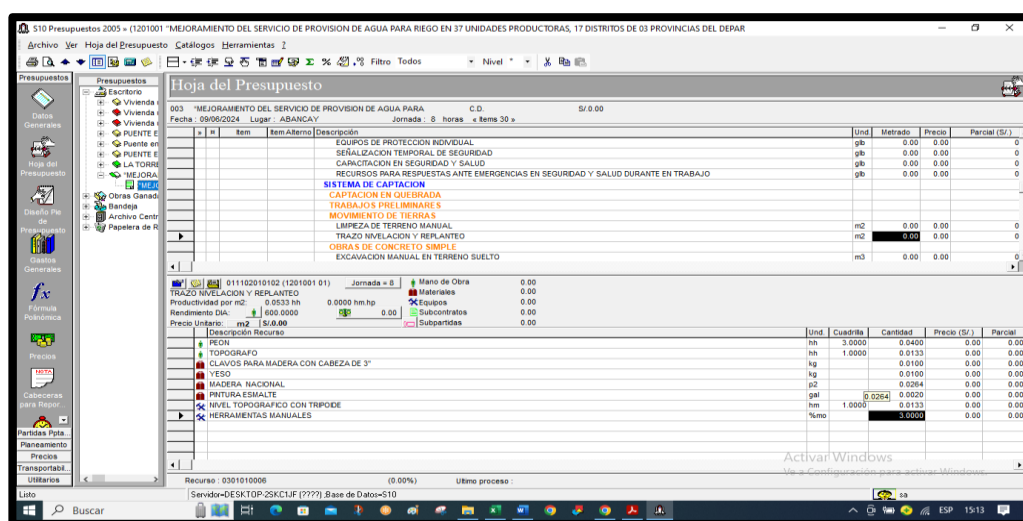 S10 Presupuestos 2005 » (1201001 "MEJORAMIENTO DEL SERVICIO DE PROVISION DE AGUA PARA RIEGO EN 37 UNIDADES PRODUCTORAS, 17 DISTRITOS DE 03 PROVINCIAS DEL DEPAR
Archivo Ver Hoja del Presupuesto Catálogos Herramientas ?
Filtro Todos Nivel *
Presupuestos
Datos Generales
Hoja del Presupuesto
Diseño Pie de Presupuesto
Gastos Generales
Fórmula Polinómica
Precios
Cabeceras para Repor...
Partidas Ppta...
Planeamiento
Precios
Transportabil...
Utilitarios
Presupuestos
Escritorio
Vivienda
Vivienda
Vivienda
PUENTE E
Puente en
PUENTE E
LA TORRE
"MEJORA
"MEJO
Obras Ganada
Bandeja
Archivo Centr
Papelera de R
Hoja del Presupuesto
003 "MEJORAMIENTO DEL SERVICIO DE PROVISION DE AGUA PARA C.D. S/.0.00
Fecha : 09/06/2024 Lugar : ABANCAY Jornada : 8 horas « Items 30 »
Item Item Alterno Descripción Und. Metrado Precio Parcial (S/.)
EQUIPOS DE PROTECCION INDIVIDUAL glb 0.00 0.00 0
SEÑALIZACION TEMPORAL DE SEGURIDAD glb 0.00 0.00 0
CAPACITACION EN SEGURIDAD Y SALUD glb 0.00 0.00 0
RECURSOS PARA RESPUESTAS ANTE EMERGENCIAS EN SEGURIDAD Y SALUD DURANTE EN TRABAJO glb 0.00 0.00 0
SISTEMA DE CAPTACION
CAPTACION EN QUEBRADA
TRABAJOS PRELIMINARES
MOVIMIENTO DE TIERRAS
LIMPEZA DE TERRENO MANUAL m2 0.00 0.00 0
TRAZO NIVELACION Y REPLANTEO m2 0.00 0.00 0
OBRAS DE CONCRETO SIMPLE
EXCAVACION MANUAL EN TERRENO SUELTO m3 0.00 0.00 0
011102010102 (1201001 01) Jornada = 8 Mano de Obra 0.00
TRAZO NIVELACION Y REPLANTEO Materiales 0.00
Productividad por m2: 0.0533 hh 0.0000 hm.hp Equipos 0.00
Rendimiento DIA: 600.0000 0.00 Subcontratos 0.00
Precio Unitario: m2 S/.0.00 Subpartidas 0.00
Descripción Recurso Und. Cuadrilla Cantidad Precio (S/.) Parcial
PEON hh 3.0000 0.0400 0.00 0.00
TOPOGRAFO hh 1.0000 0.0133 0.00 0.00
CLAVOS PARA MADERA CON CABEZA DE 3" kg 0.0100 0.00 0.00
YESO kg 0.0100 0.00 0.00
MADERA NACIONAL p2 0.0264 0.00 0.00
PINTURA ESMALTE gal 0.0264 0.0020 0.00 0.00
NIVEL TOPOGRAFICO CON TRIPOIDE hm 1.0000 0.0133 0.00 0.00
HERRAMIENTAS MANUALES %mo 3.0000 0.00 0.00
Activar Windows
Ve a Configuración para activar Windows.
Recurso : 0301010006 (0.00%) Ultimo proceso :
Listo Servidor=DESKTOP-2SKC1JF (????) ;Base de Datos=S10 sa
Buscar ESP 15:13